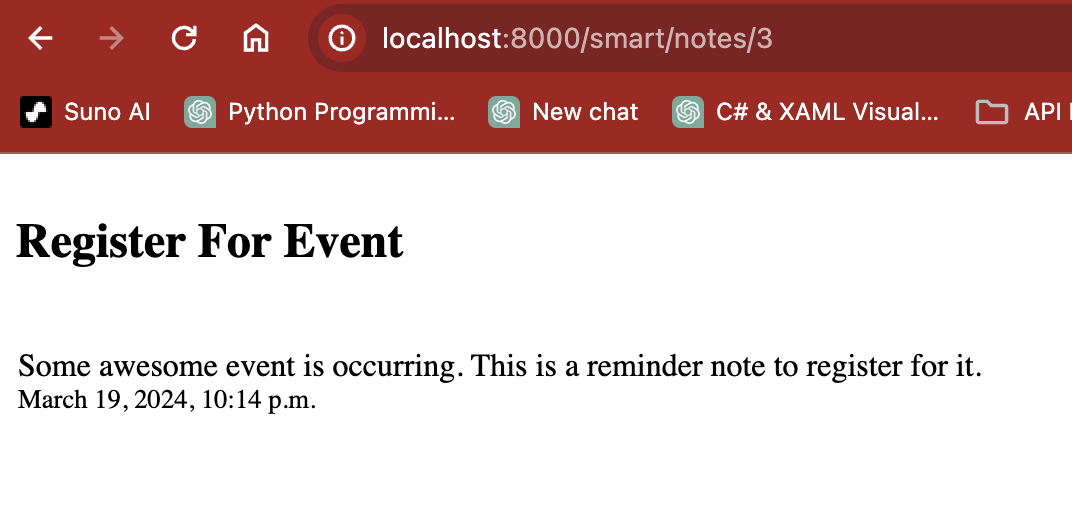 localhost:8000/smart/notes/3
Suno AI Python Programmi... New chat C# & XAML Visual... API
Register For Event
Some awesome event is occurring. This is a reminder note to register for it.
March 19, 2024, 10:14 p.m.